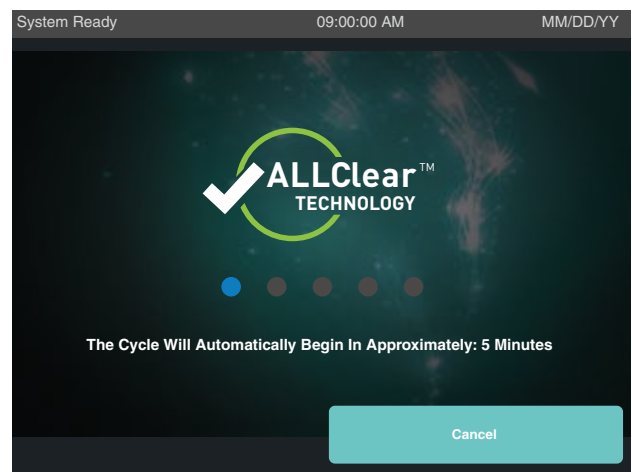 System Ready 09:00:00 AM MM/DD/YY
ALLClear™
TECHNOLOGY
The Cycle Will Automatically Begin In Approximately: 5 Minutes
Cancel